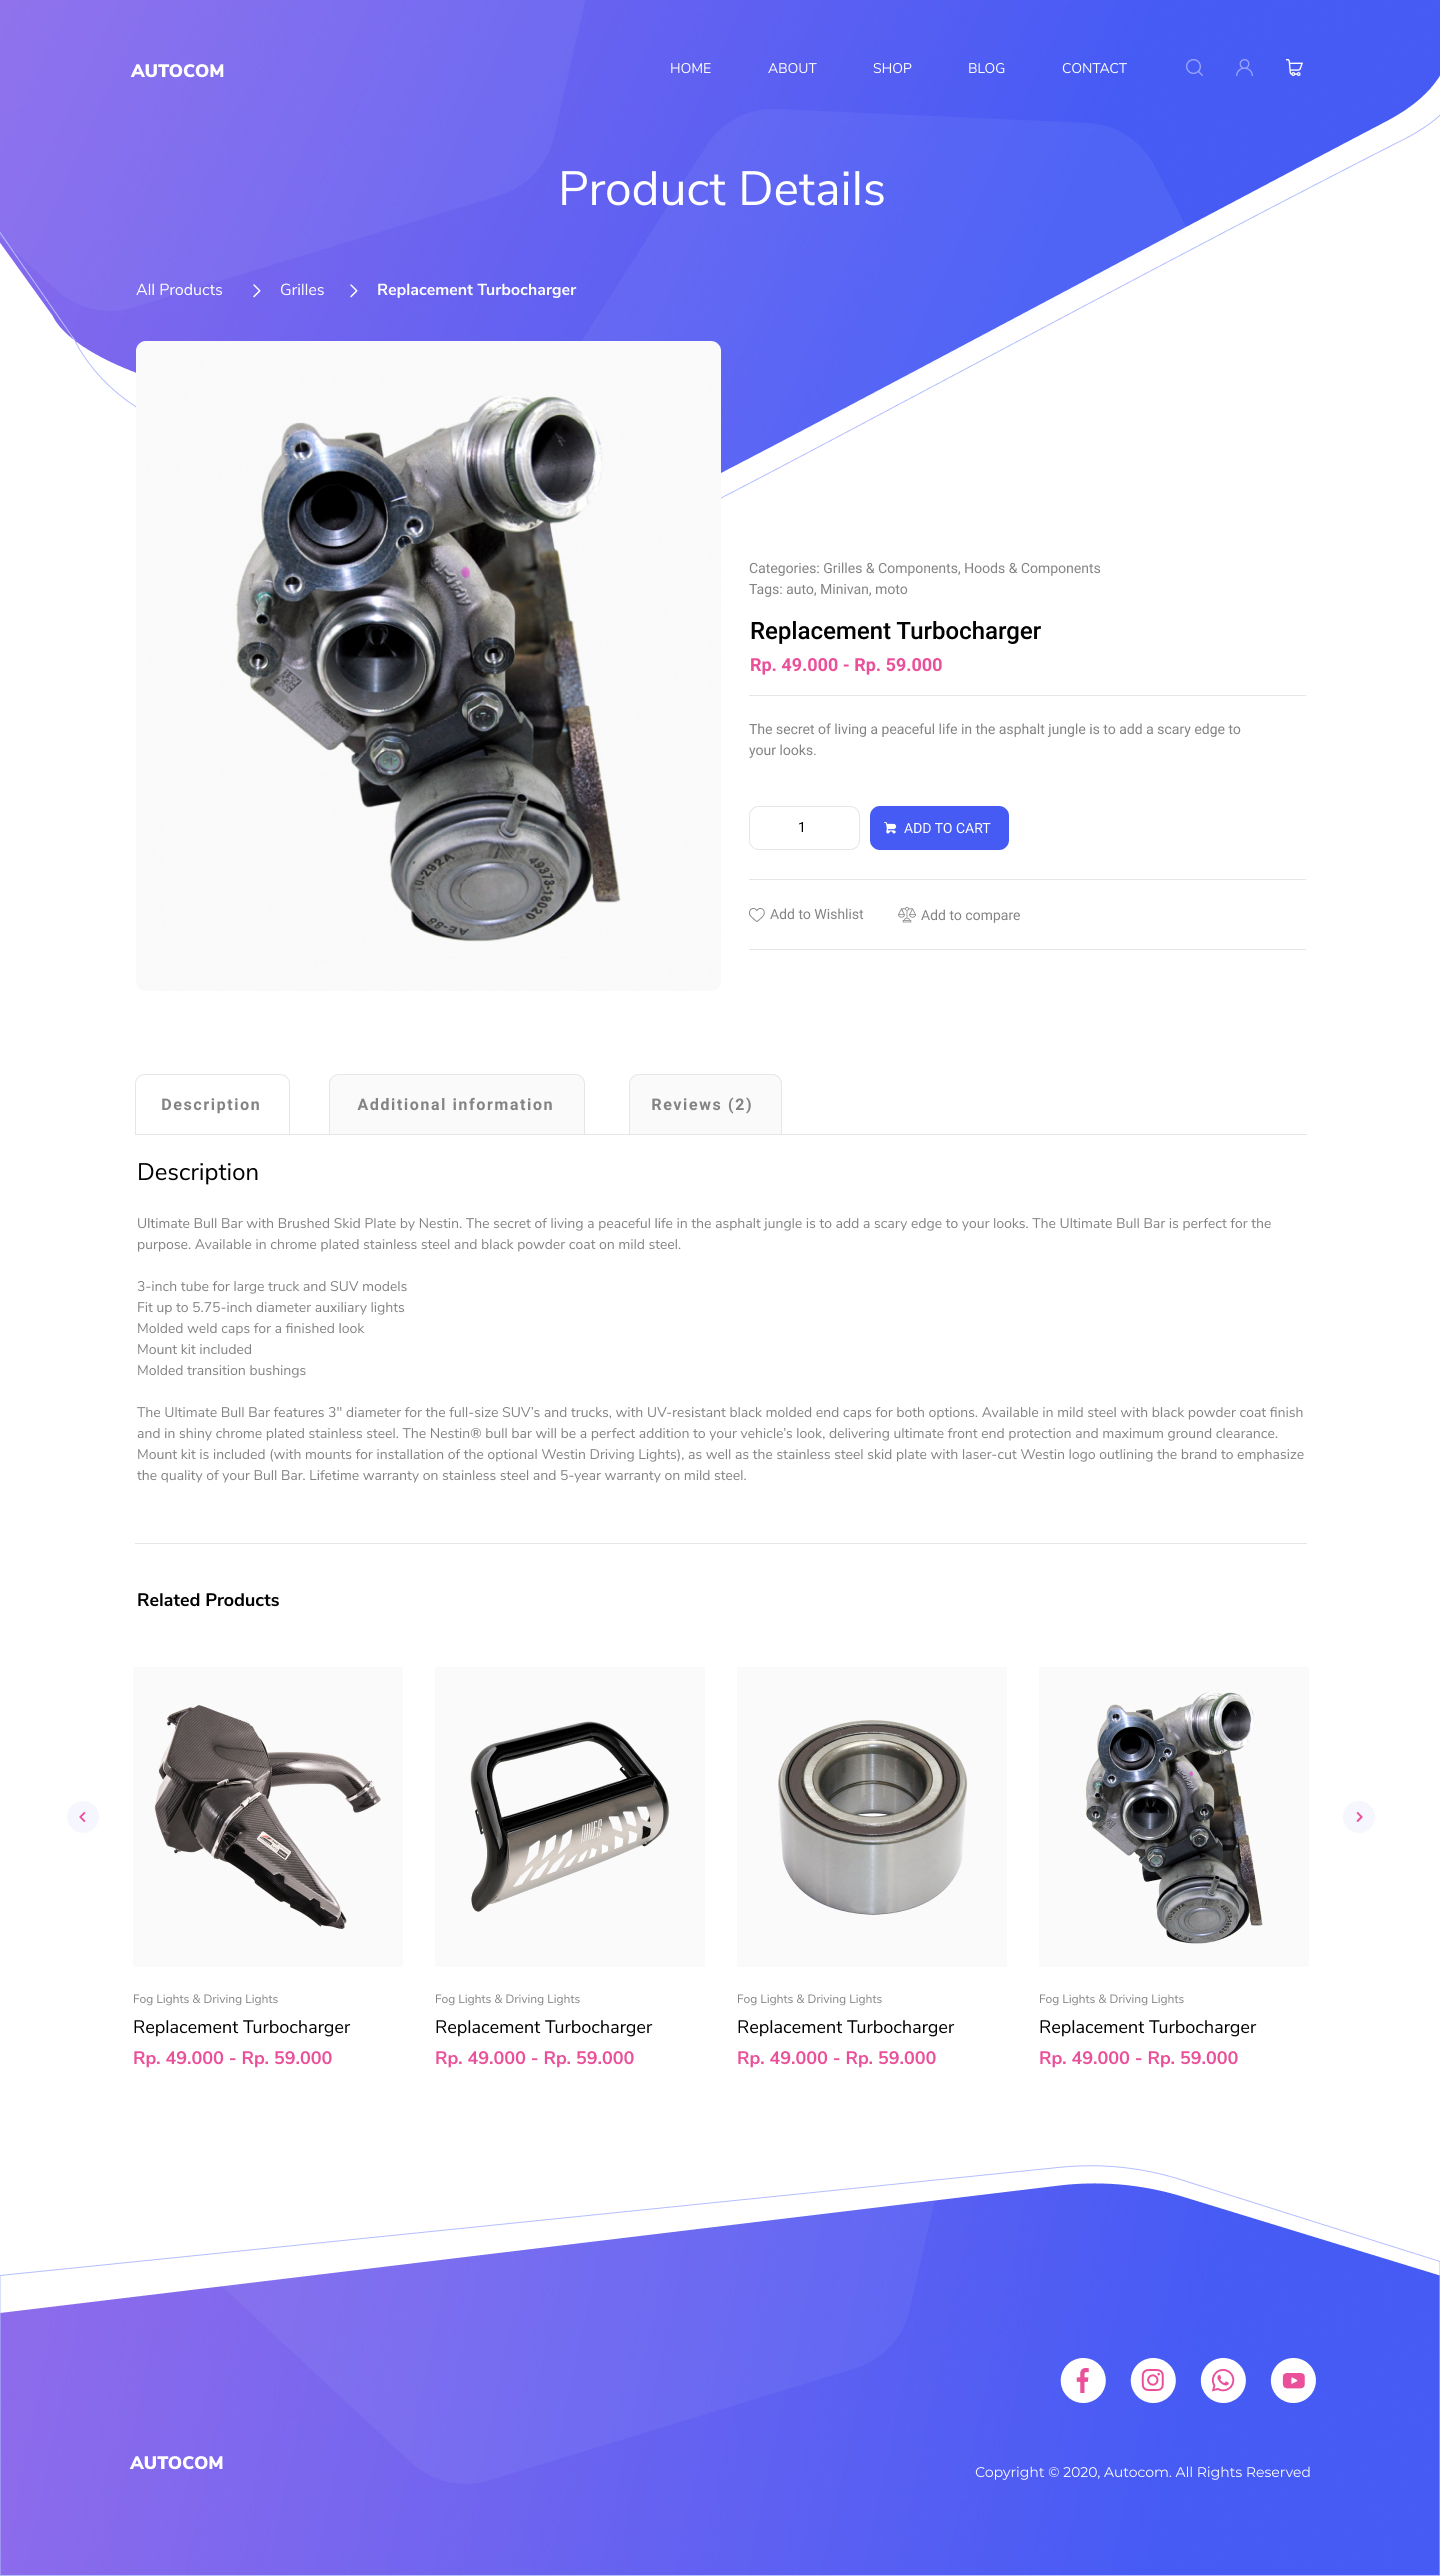 AUTOCOM
HOME ABOUT SHOP BLOG CONTACT
Product Details
All Products Grilles Replacement Turbocharger
10-292A
49373-18020
AE-88
Categories: Grilles & Components, Hoods & Components
Tags: auto, Minivan, moto
Replacement Turbocharger
Rp. 49.000 - Rp. 59.000
The secret of living a peaceful life in the asphalt jungle is to add a scary edge to
your looks.
1
ADD TO CART
Add to Wishlist Add to compare
Description Additional information Reviews (2)
Description
Ultimate Bull Bar with Brushed Skid Plate by Nestin. The secret of living a peaceful life in the asphalt jungle is to add a scary edge to your looks. The Ultimate Bull Bar is perfect for the
purpose. Available in chrome plated stainless steel and black powder coat on mild steel.
3-inch tube for large truck and SUV models
Fit up to 5.75-inch diameter auxiliary lights
Molded weld caps for a finished look
Mount kit included
Molded transition bushings
The Ultimate Bull Bar features 3" diameter for the full-size SUV's and trucks, with UV-resistant black molded end caps for both options. Available in mild steel with black powder coat finish
and in shiny chrome plated stainless steel. The Nestin® bull bar will be a perfect addition to your vehicle's look, delivering ultimate front end protection and maximum ground clearance.
Mount kit is included (with mounts for installation of the optional Westin Driving Lights), as well as the stainless steel skid plate with laser-cut Westin logo outlining the brand to emphasize
the quality of your Bull Bar. Lifetime warranty on stainless steel and 5-year warranty on mild steel.
Related Products
Fog Lights & Driving Lights
Replacement Turbocharger
Rp. 49.000 - Rp. 59.000
Fog Lights & Driving Lights
Replacement Turbocharger
Rp. 49.000 - Rp. 59.000
Fog Lights & Driving Lights
Replacement Turbocharger
Rp. 49.000 - Rp. 59.000
Fog Lights & Driving Lights
Replacement Turbocharger
Rp. 49.000 - Rp. 59.000
AUTOCOM
Copyright © 2020, Autocom. All Rights Reserved